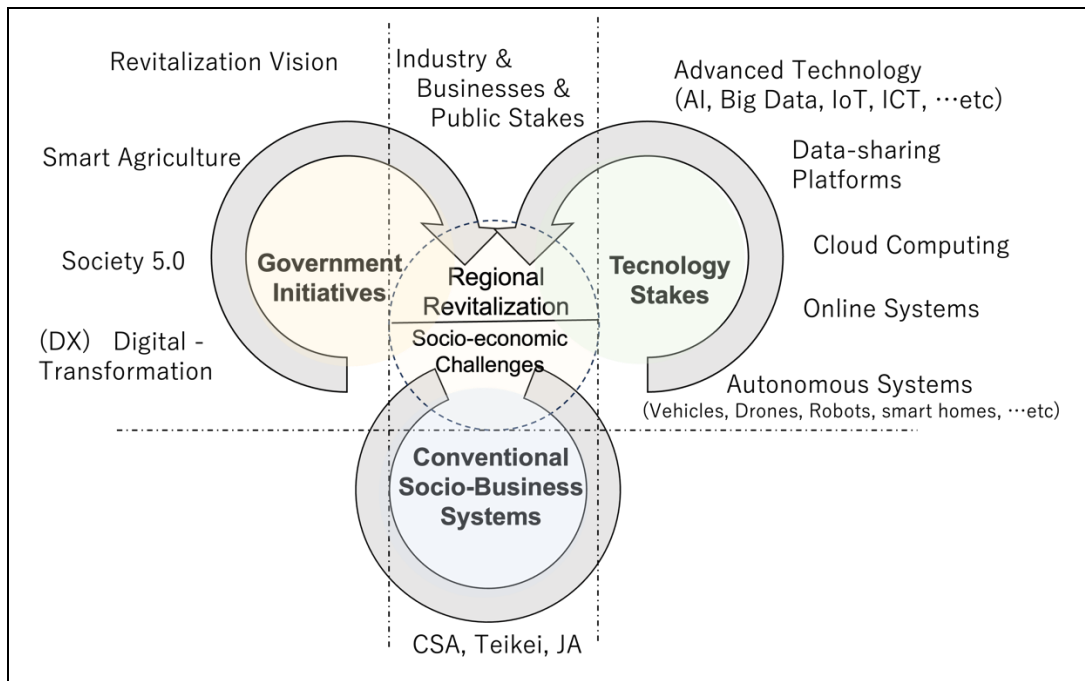 Revitalization Vision
Smart Agriculture
Society 5.0
(DX) Digital -
Transformation
Government
Initiatives
Industry &
Businesses &
Public Stakes
Regional
Revitalization
Socio-economic
Challenges
Advanced Technology
(AI, Big Data, IoT, ICT, …etc)
Data-sharing
Platforms
Cloud Computing
Online Systems
Autonomous Systems
(Vehicles, Drones, Robots, smart homes, …etc)
Tecnology
Stakes
Conventional
Socio-Business
Systems
CSA, Teikei, JA